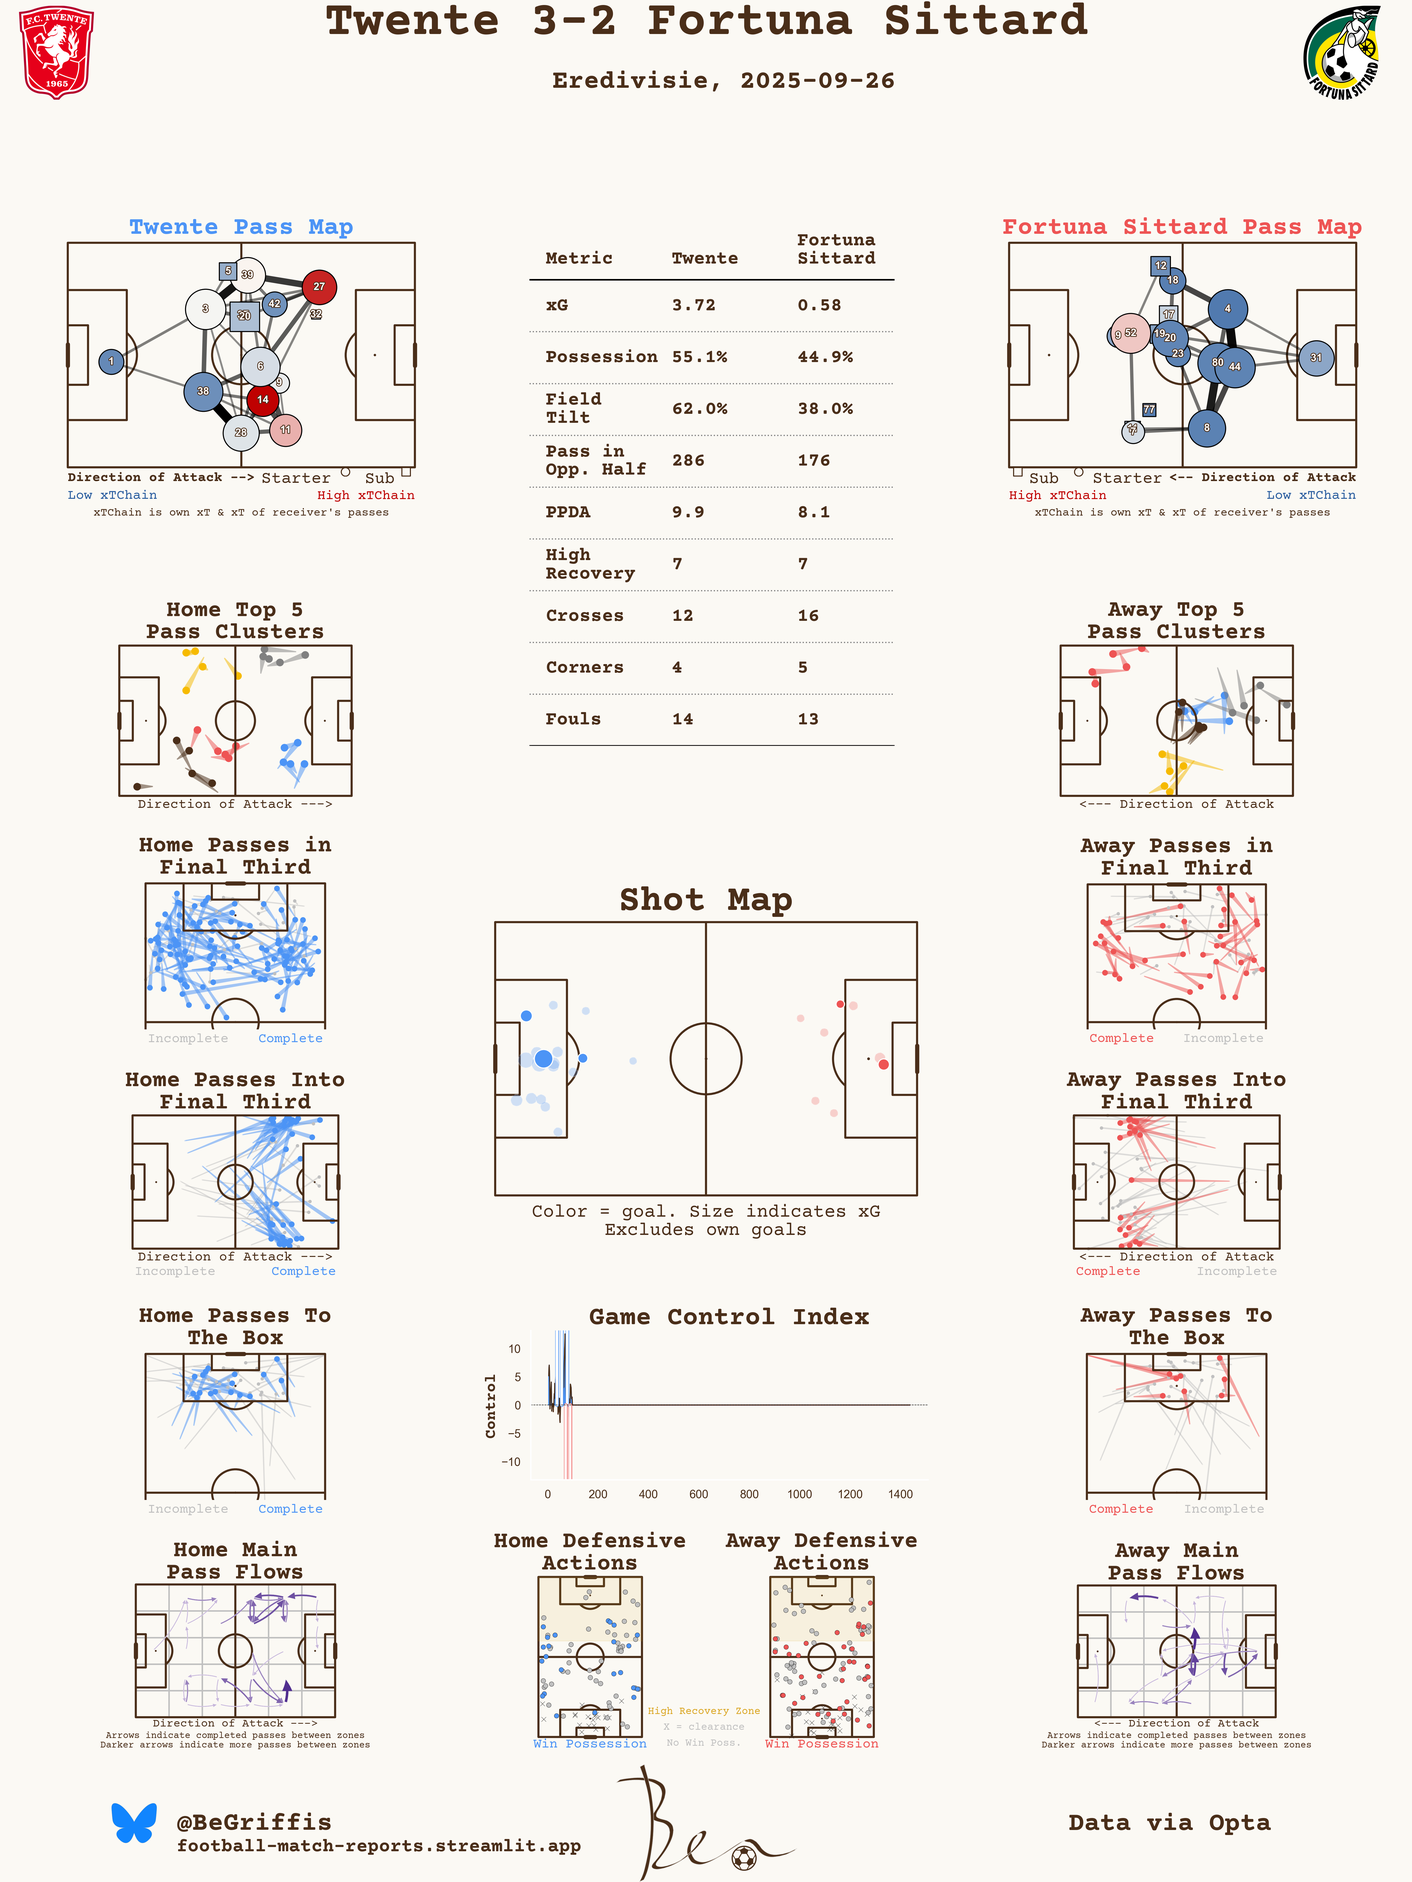 Twente 3-2 Fortuna Sittard
Eredivisie, 2025-09-26
F.C. TWENTE
1965
FORTUNA SITTARD
Twente Pass Map
5
39
27
3
42
20
32
1
6
9
38
14
28
11
Direction of Attack --> Starter Sub
Low xTChain High xTChain
xTChain is own xT & xT of receiver's passes
Metric Twente Fortuna
Sittard
xG 3.72 0.58
Possession 55.1% 44.9%
Field
Tilt 62.0% 38.0%
Pass in
Opp. Half 286 176
PPDA 9.9 8.1
High
Recovery 7 7
Crosses 12 16
Corners 4 5
Fouls 14 13
Fortuna Sittard Pass Map
12
18
17
4
9
52
19
20
23
80
44
31
77
7
8
Sub Starter <-- Direction of Attack
High xTChain Low xTChain
xTChain is own xT & xT of receiver's passes
Home Top 5
Pass Clusters
Direction of Attack --->
Away Top 5
Pass Clusters
<--- Direction of Attack
Home Passes in
Final Third
Incomplete Complete
Away Passes in
Final Third
Complete Incomplete
Shot Map
Color = goal. Size indicates xG
Excludes own goals
Home Passes Into
Final Third
Direction of Attack --->
Incomplete Complete
Away Passes Into
Final Third
<--- Direction of Attack
Complete Incomplete
Home Passes To
The Box
Incomplete Complete
Game Control Index
Control
10
5
0
−5
−10
0 200 400 600 800 1000 1200 1400
Away Passes To
The Box
Complete Incomplete
Home Main
Pass Flows
Direction of Attack --->
Arrows indicate completed passes between zones
Darker arrows indicate more passes between zones
Home Defensive
Actions
Win Possession
Away Defensive
Actions
Win Possession
High Recovery Zone
X = clearance
No Win Poss.
Away Main
Pass Flows
<--- Direction of Attack
Arrows indicate completed passes between zones
Darker arrows indicate more passes between zones
@BeGriffis
football-match-reports.streamlit.app
Ben
Data via Opta